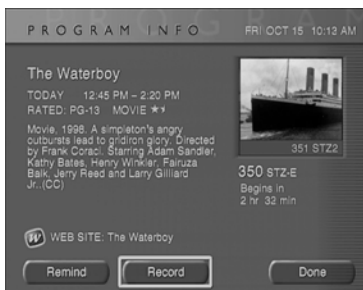 PROGRAM INFO
FRI OCT 15 10:12 AM
The Waterboy
TODAY 12:45 PM – 2:20 PM
RATED: PG-13 MOVIE ★
Movie, 1998. A simpleton's angry
outbursts lead to gridiron glory. Directed
by Frank Coraci. Starring Adam Sandler,
Kathy Bates, Henry Winkler, Fairuza
Balk, Jerry Reed and Larry Gilliard
Jr..(CC)
351 STZ2
350 STZ-E
Begins in
2 hr 32 min
W WEB SITE: The Waterboy
Remind Record Done